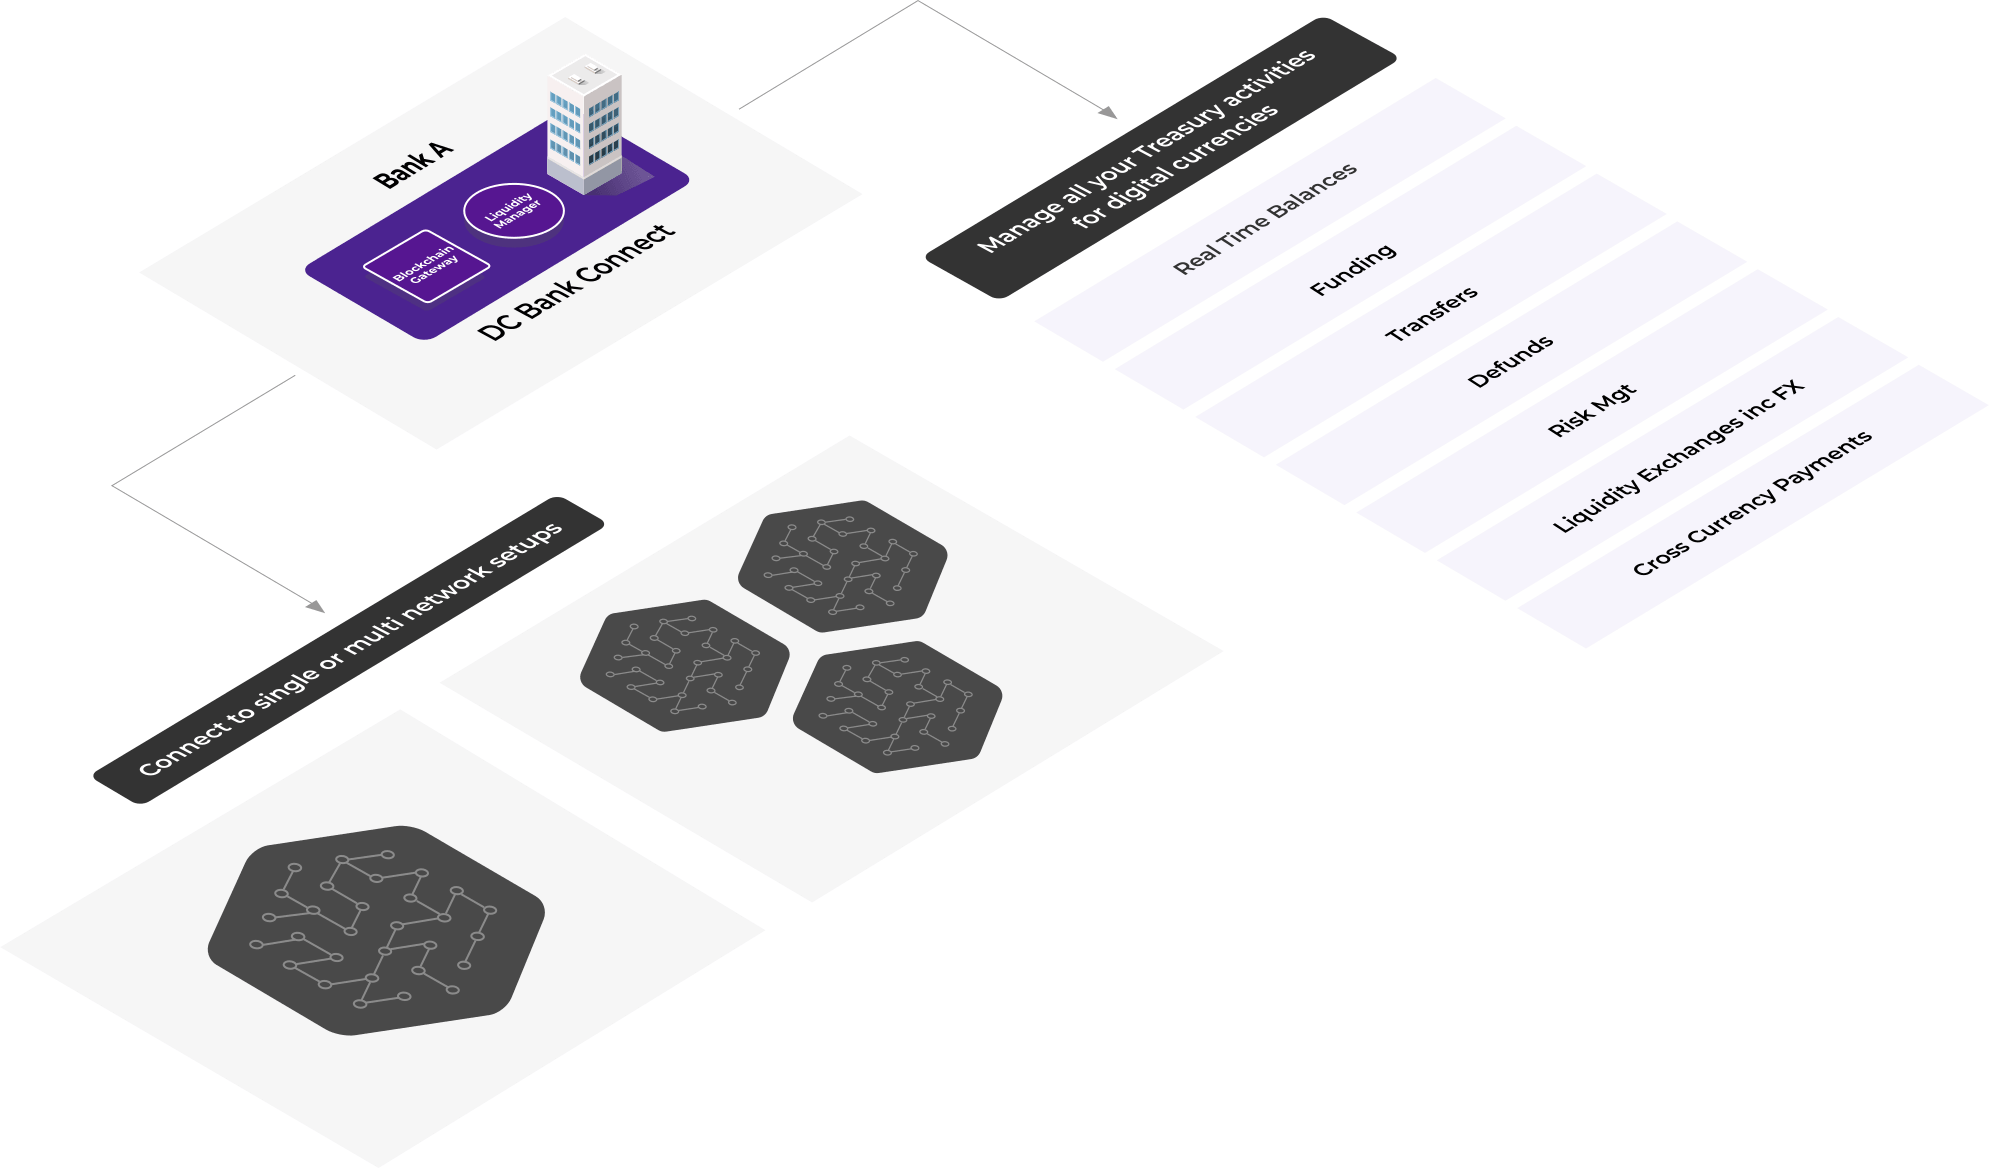 Bank A
Liquidity
Manager
Blockchain
Gateway
DC Bank Connect
Manage all your Treasury activities
for digital currencies
Real Time Balances
Funding
Transfers
Defunds
Risk Mgt
Liquidity Exchanges inc FX
Cross Currency Payments
Connect to single or multi network setups